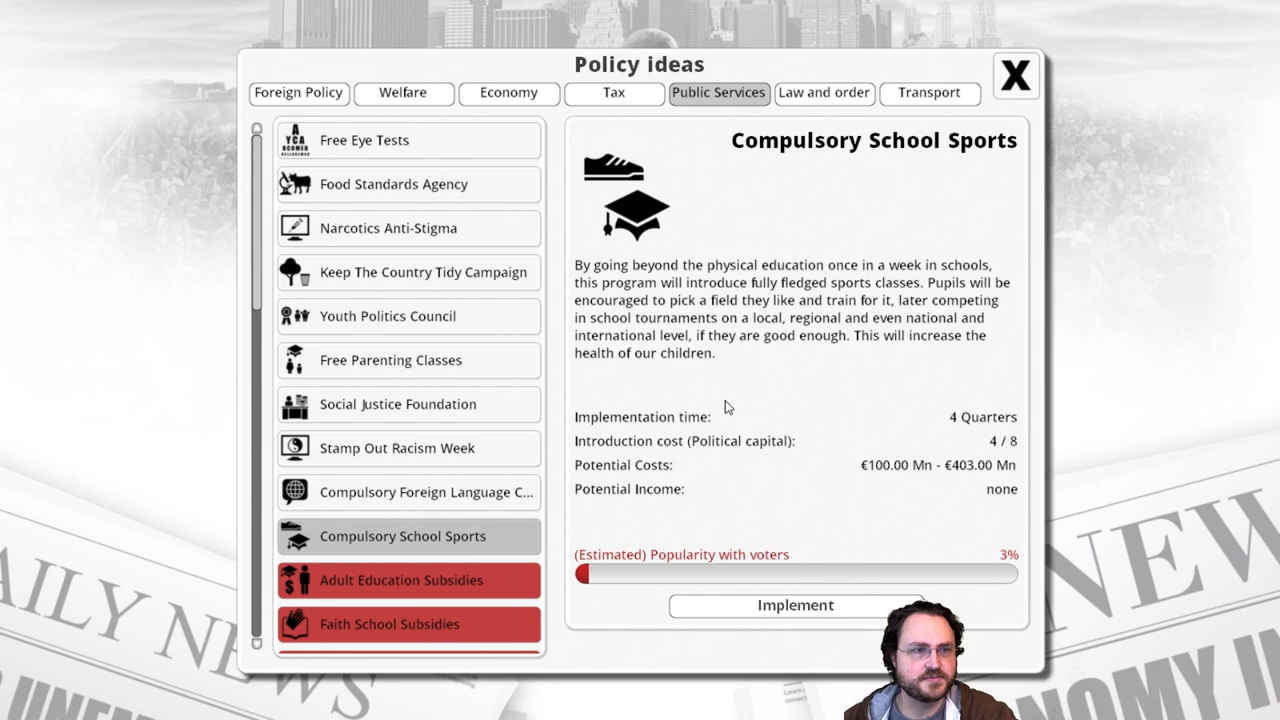 Policy ideas
X
Foreign Policy
Welfare
Economy
Tax
Public Services
Law and order
Transport
Free Eye Tests
Food Standards Agency
Narcotics Anti-Stigma
Keep The Country Tidy Campaign
Youth Politics Council
Free Parenting Classes
Social Justice Foundation
Stamp Out Racism Week
Compulsory Foreign Language C...
Compulsory School Sports
Adult Education Subsidies
Faith School Subsidies
Compulsory School Sports
By going beyond the physical education once in a week in schools,
this program will introduce fully fledged sports classes. Pupils will be
encouraged to pick a field they like and train for it, later competing
in school tournaments on a local, regional and even national and
international level, if they are good enough. This will increase the
health of our children.
Implementation time: 4 Quarters
Introduction cost (Political capital): 4 / 8
Potential Costs: €100.00 Mn - €403.00 Mn
Potential Income: none
(Estimated) Popularity with voters 3%
Implement
AILY NEWS
NEW
NOMY IN